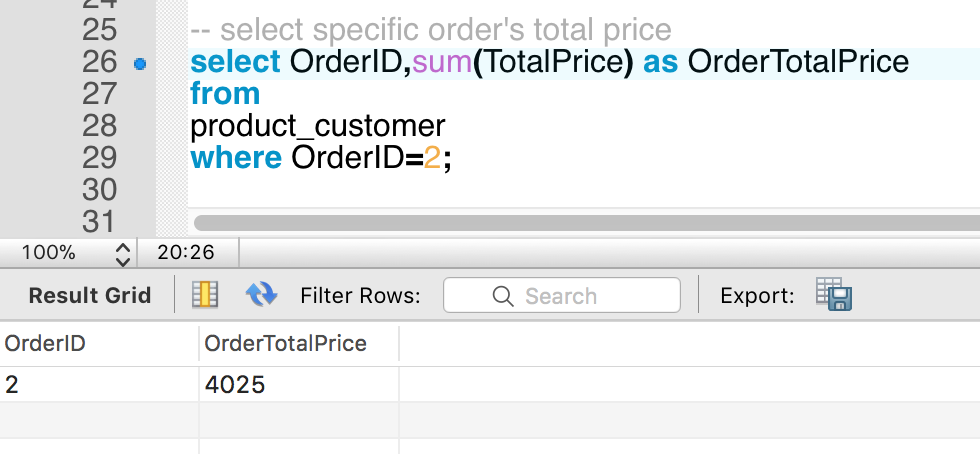 24
25 -- select specific order's total price
26 select OrderID,sum(TotalPrice) as OrderTotalPrice
27 from
28 product_customer
29 where OrderID=2;
30
31
100% 20:26
Result Grid Filter Rows: Search Export:
OrderID OrderTotalPrice
2 4025